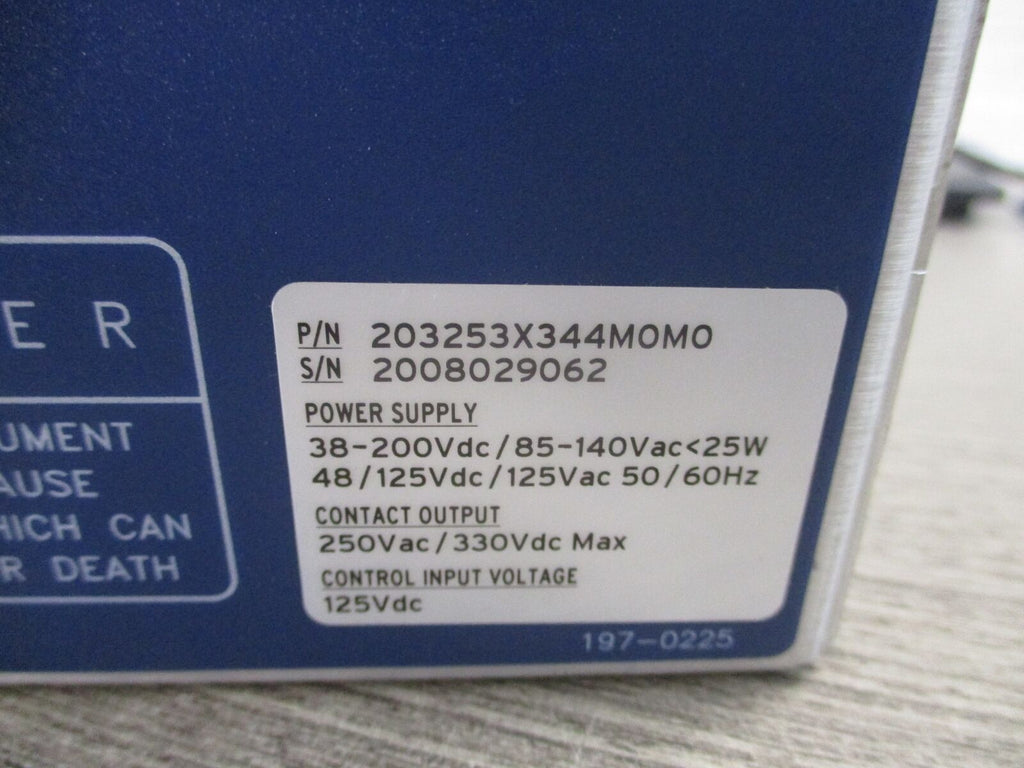 E R
UMENT
AUSE
HICH CAN
R DEATH
P/N 203253X344M0M0
S/N 2008029062
POWER SUPPLY
38-200Vdc/85-140Vac<25W
48/125Vdc/125Vac 50/60Hz
CONTACT OUTPUT
250Vac/330Vdc Max
CONTROL INPUT VOLTAGE
125Vdc
197-0225